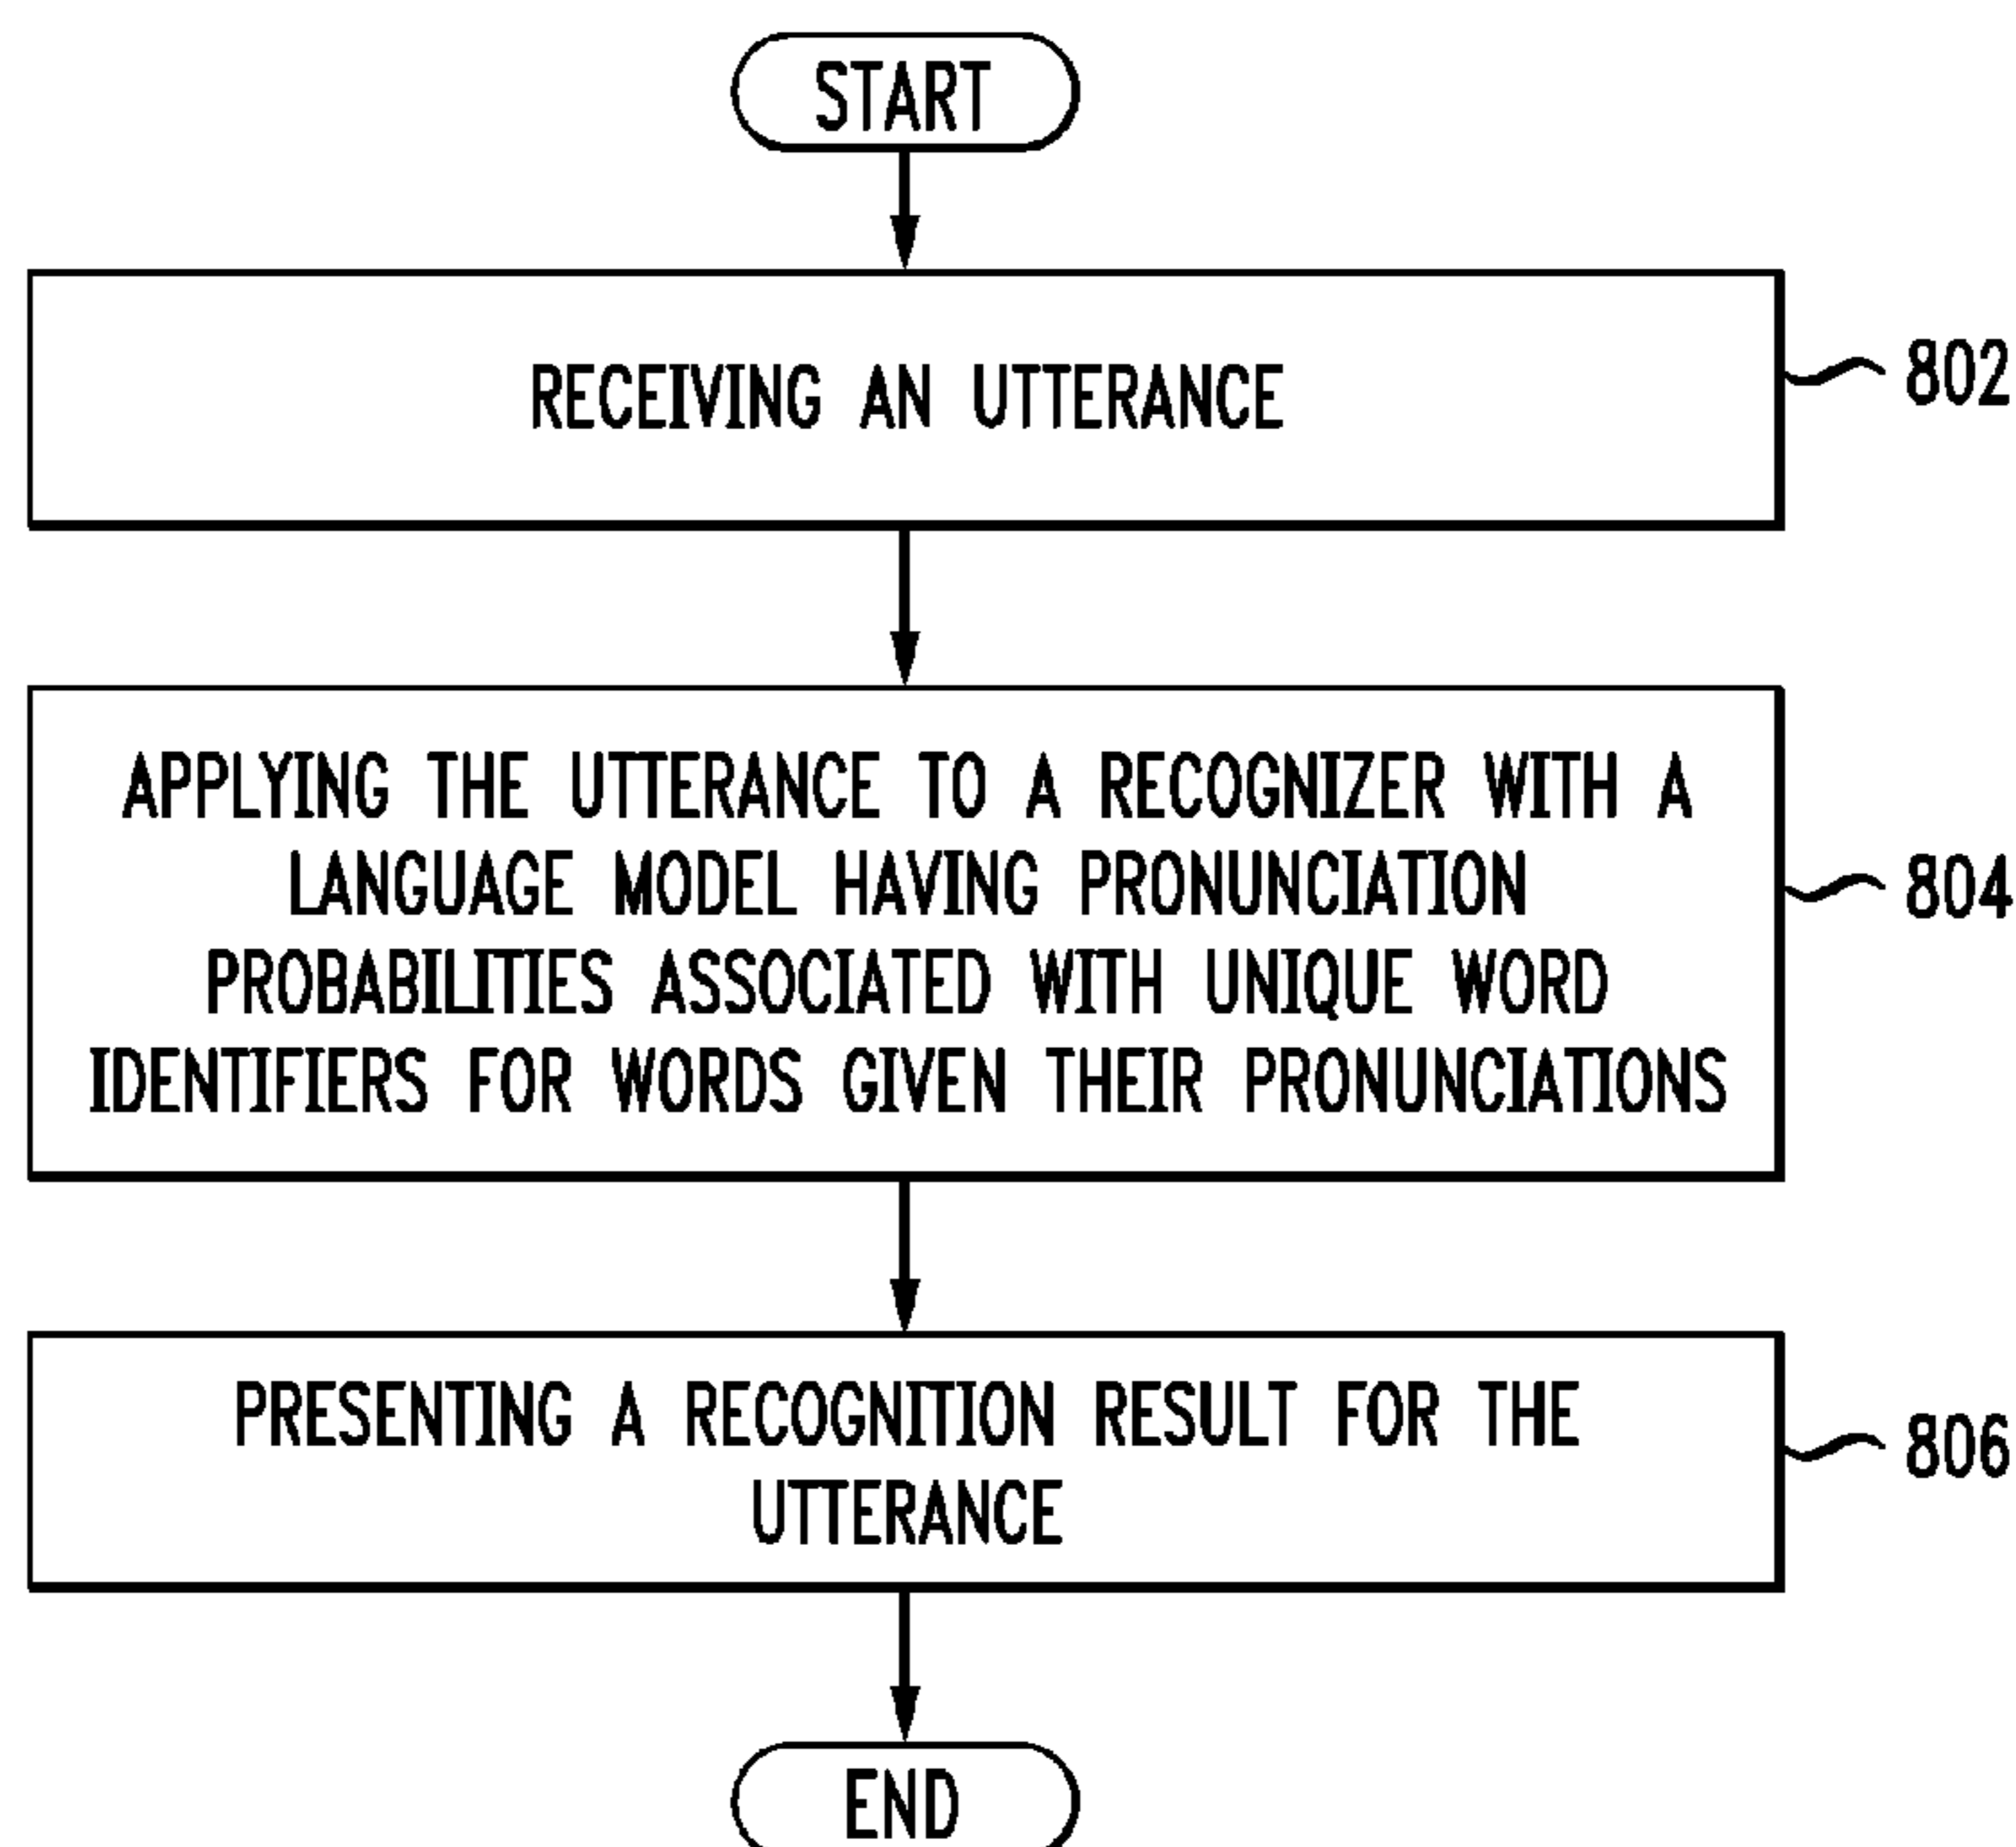 START
RECEIVING AN UTTERANCE
802
APPLYING THE UTTERANCE TO A RECOGNIZER WITH A
LANGUAGE MODEL HAVING PRONUNCIATION
PROBABILITIES ASSOCIATED WITH UNIQUE WORD
IDENTIFIERS FOR WORDS GIVEN THEIR PRONUNCIATIONS
804
PRESENTING A RECOGNITION RESULT FOR THE
UTTERANCE
806
END